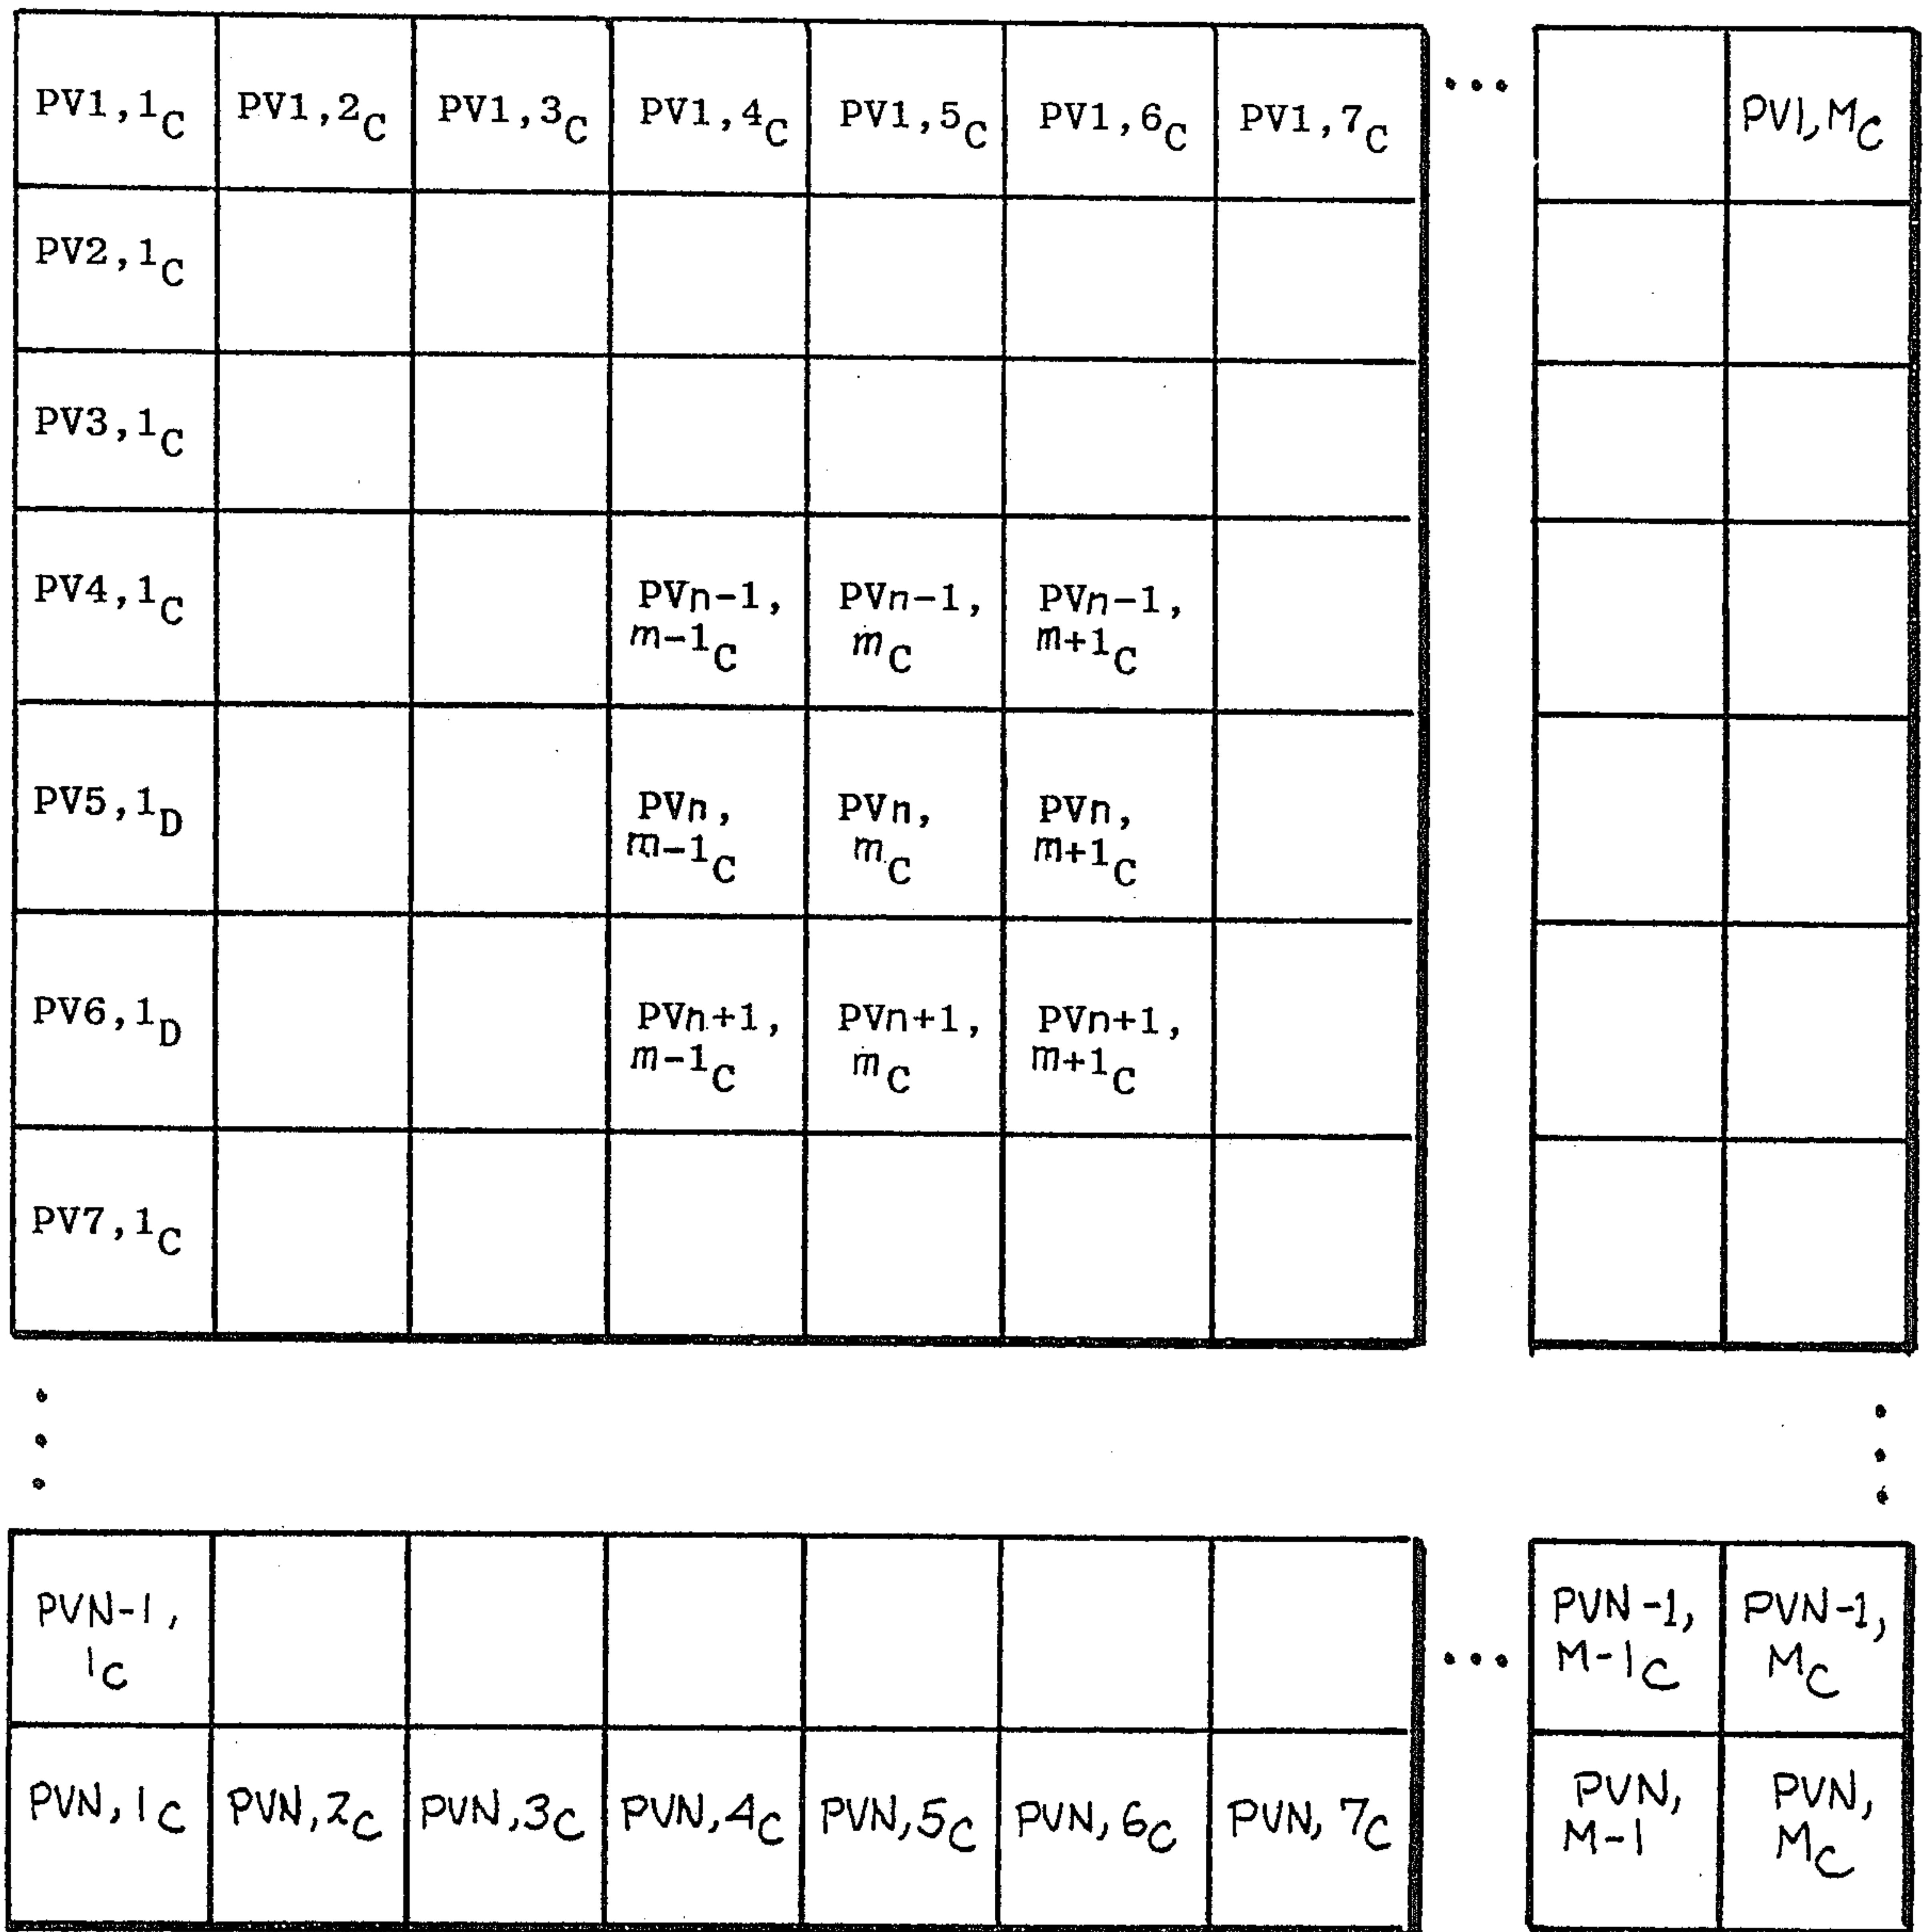 PV1,1C PV1,2C PV1,3C PV1,4C PV1,5C PV1,6C PV1,7C ... PV1,MC
PV2,1C
PV3,1C
PV4,1C PVn-1, PVn-1, PVn-1,
m-1C mC m+1C
PV5,1D PVn, PVn, PVn,
m-1C mC m+1C
PV6,1D PVn+1, PVn+1, PVn+1,
m-1C mC m+1C
PV7,1C
PVN-1, ... PVN-1, PVN-1,
1C M-1C MC
PVN,1C PVN,2C PVN,3C PVN,4C PVN,5C PVN,6C PVN,7C PVN, PVN,
M-1 MC